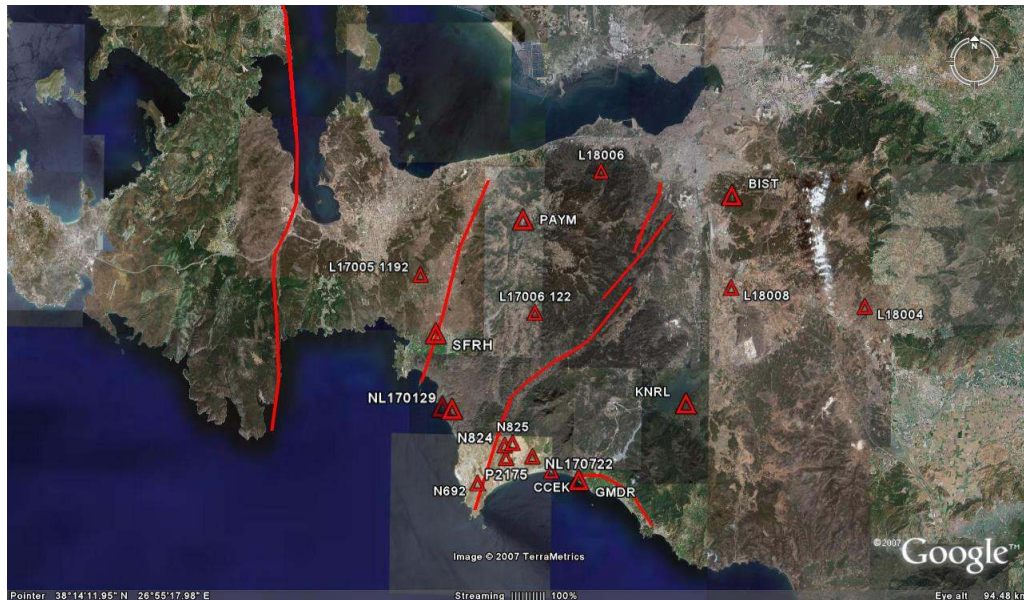 N
L18006
BIST
PAYM
L17005 1192
L18008
L17006 122
L18004
SFRH
KNRL
NL170129
N825
N824
NL170722
P2175
N692
CCEK
GMDR
© 2007
Google™
Image © 2007 TerraMetrics
Pointer 38°14'11.95" N 26°55'17.98" E
Streaming |||||||||| 100%
Eye alt 94.48 km